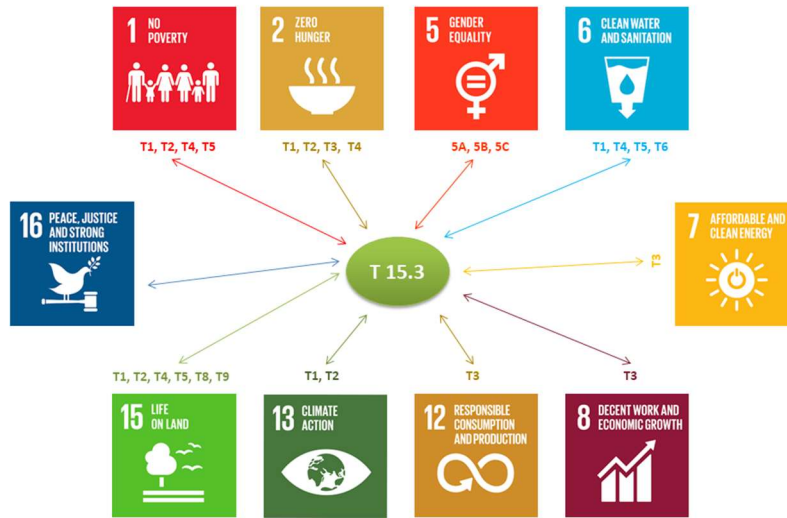 1 NO
POVERTY
2 ZERO
HUNGER
5 GENDER
EQUALITY
6 CLEAN WATER
AND SANITATION
T1, T2, T4, T5
T1, T2, T3, T4
5A, 5B, 5C
T1, T4, T5, T6
16 PEACE, JUSTICE
AND STRONG
INSTITUTIONS
T 15.3
T3
7 AFFORDABLE AND
CLEAN ENERGY
T1, T2, T4, T5, T8, T9
T1, T2
T3
T3
15 LIFE
ON LAND
13 CLIMATE
ACTION
12 RESPONSIBLE
CONSUMPTION
AND PRODUCTION
8 DECENT WORK AND
ECONOMIC GROWTH